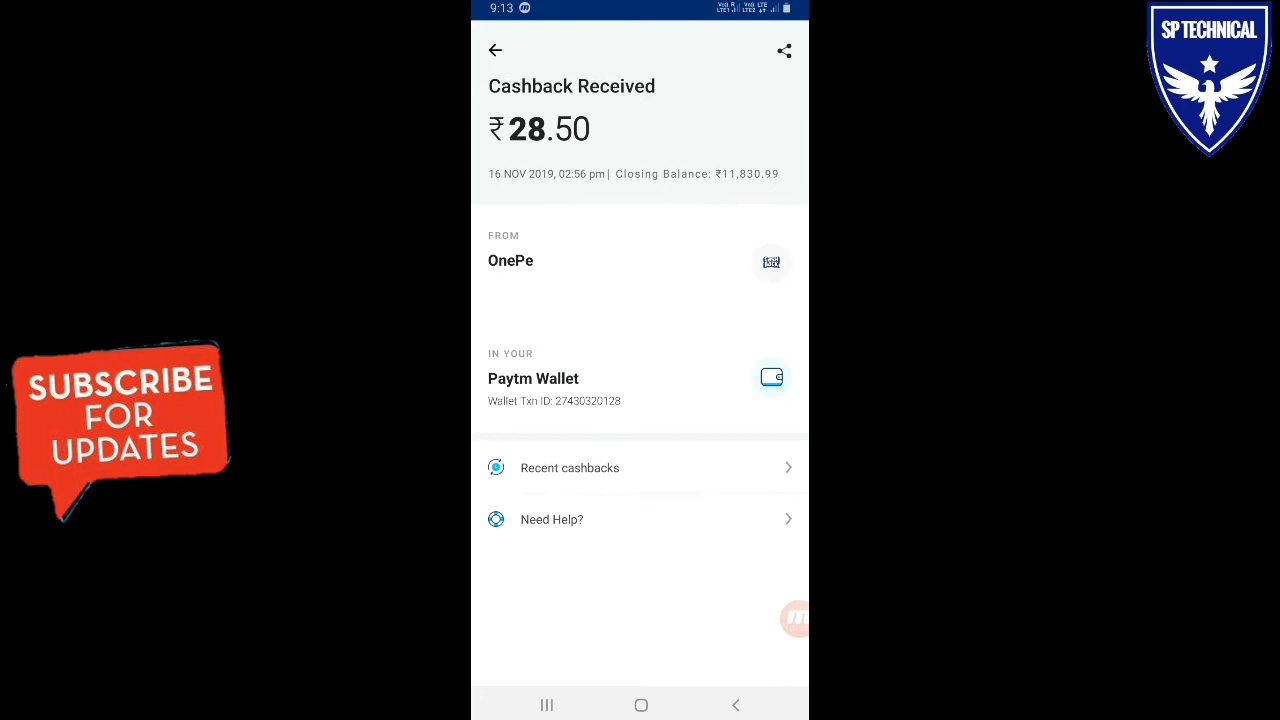 9:13
SP TECHNICAL
Cashback Received
₹28.50
16 NOV 2019, 02:56 pm| Closing Balance: ₹11,830.99
FROM
OnePe
IN YOUR
Paytm Wallet
Wallet Txn ID: 27430320128
SUBSCRIBE
FOR
UPDATES
Recent cashbacks
Need Help?